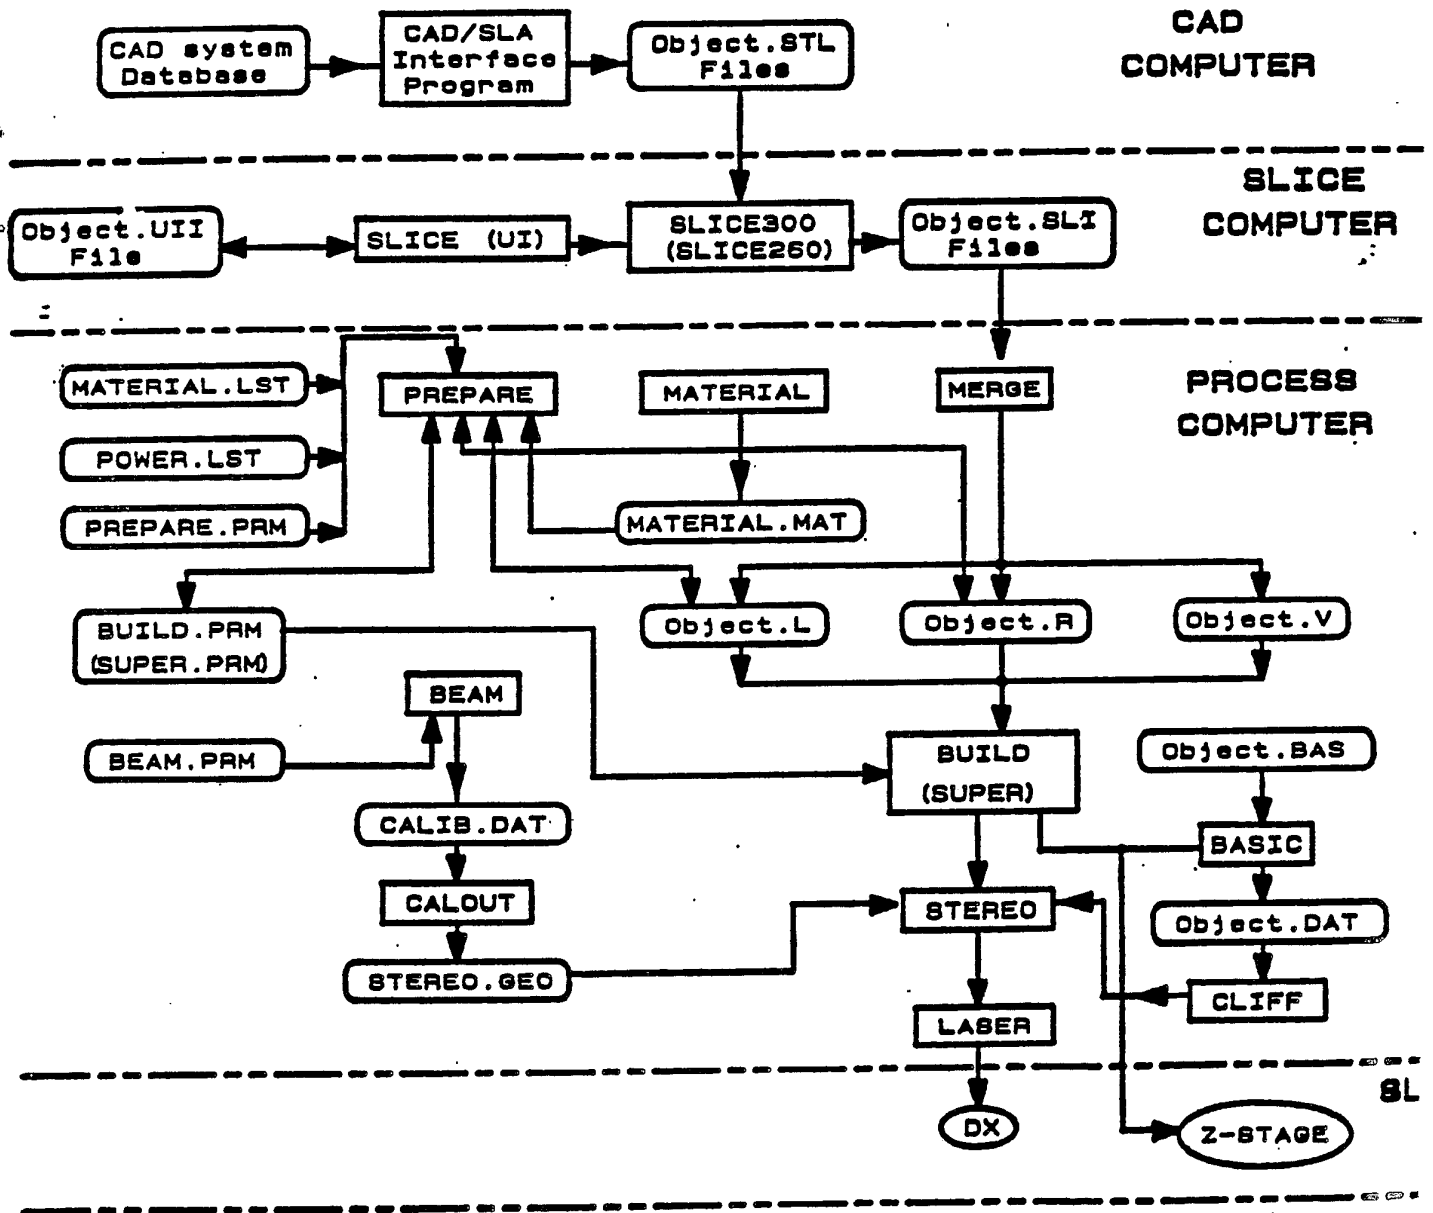 CAD system
Database
CAD/SLA
Interface
Program
Object.STL
Files
CAD
COMPUTER
Object.UII
File
SLICE (UI)
SLICE300
(SLICE260)
Object.SLI
Files
SLICE
COMPUTER
MATERIAL.LST
POWER.LST
PREPARE.PRM
PREPARE
MATERIAL
MERGE
PROCESS
COMPUTER
MATERIAL.MAT
BUILD.PRM
(SUPER.PRM)
Object.L
Object.R
Object.V
BEAM
BEAM.PRM
CALIB.DAT
CALOUT
STEREO.GEO
BUILD
(SUPER)
STEREO
LASER
Object.BAS
BASIC
Object.DAT
CLIFF
SL
DX
Z-STAGE